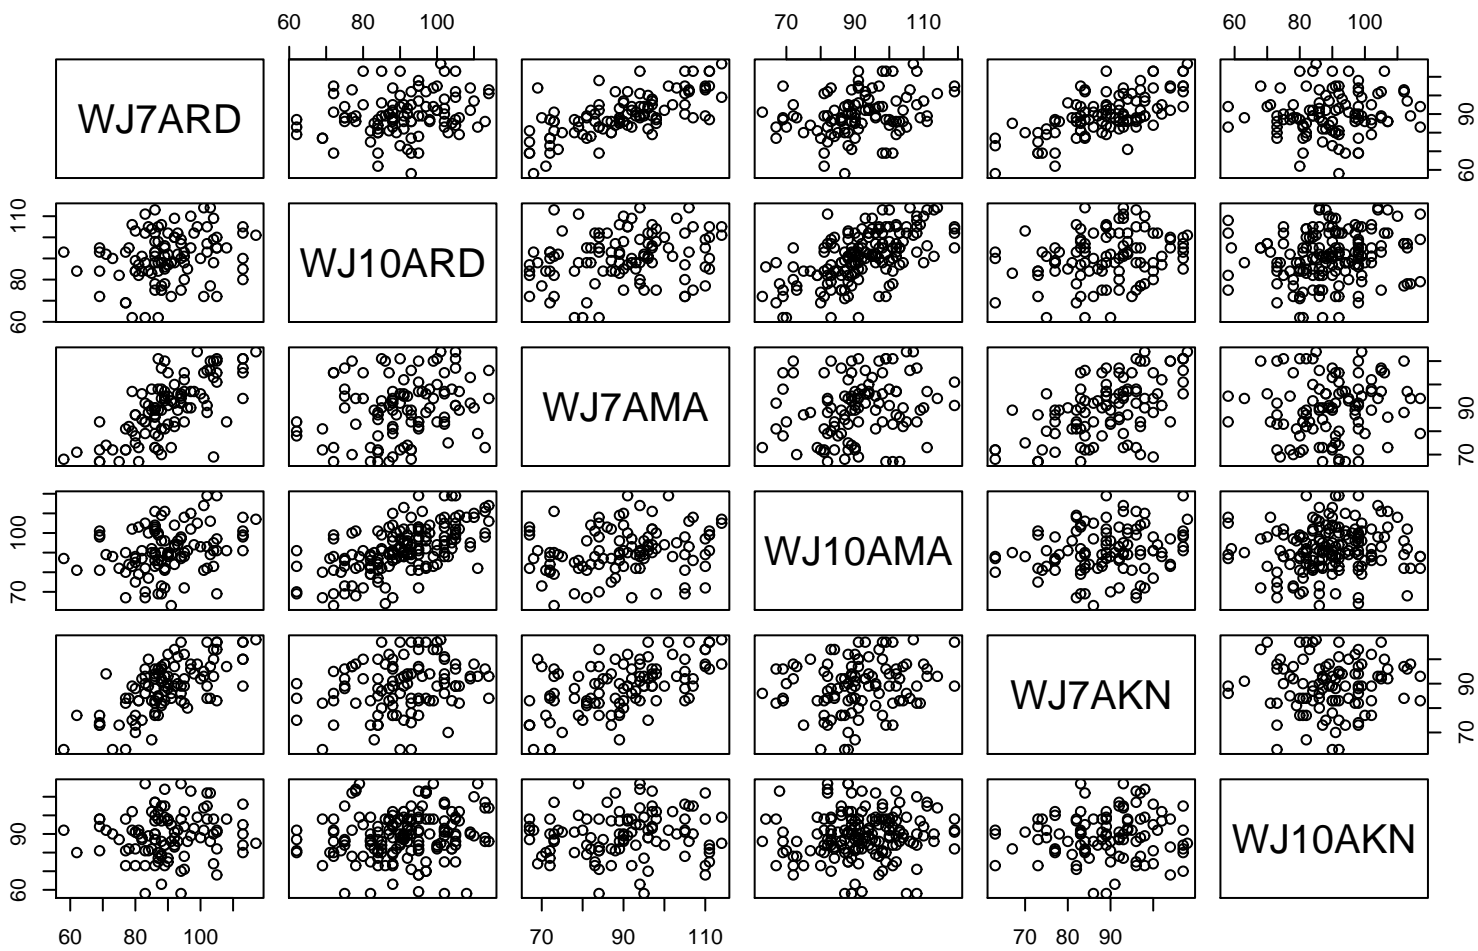 60 80 100 70 90 110 60 80 100
WJ7ARD 60 90
60 80 110 WJ10ARD
WJ7AMA 70 90
70 100 WJ10AMA
WJ7AKN 70 90
60 90 WJ10AKN
60 80 100 70 90 110 70 80 90